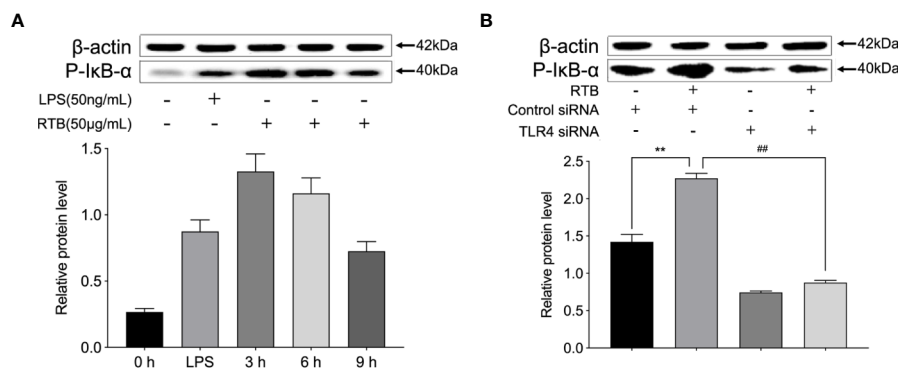 A
β-actin
42kDa
P-IκB-α
40kDa
LPS(50ng/mL) - + - - -
RTB(50μg/mL) - - + + +
Relative protein level
1.5
1.0
0.5
0.0
0 h LPS 3 h 6 h 9 h
B
β-actin
42kDa
P-IκB-α
40kDa
RTB - + - +
Control siRNA + + - -
TLR4 siRNA - - + +
** ##
Relative protein level
2.5
2.0
1.5
1.0
0.5
0.0